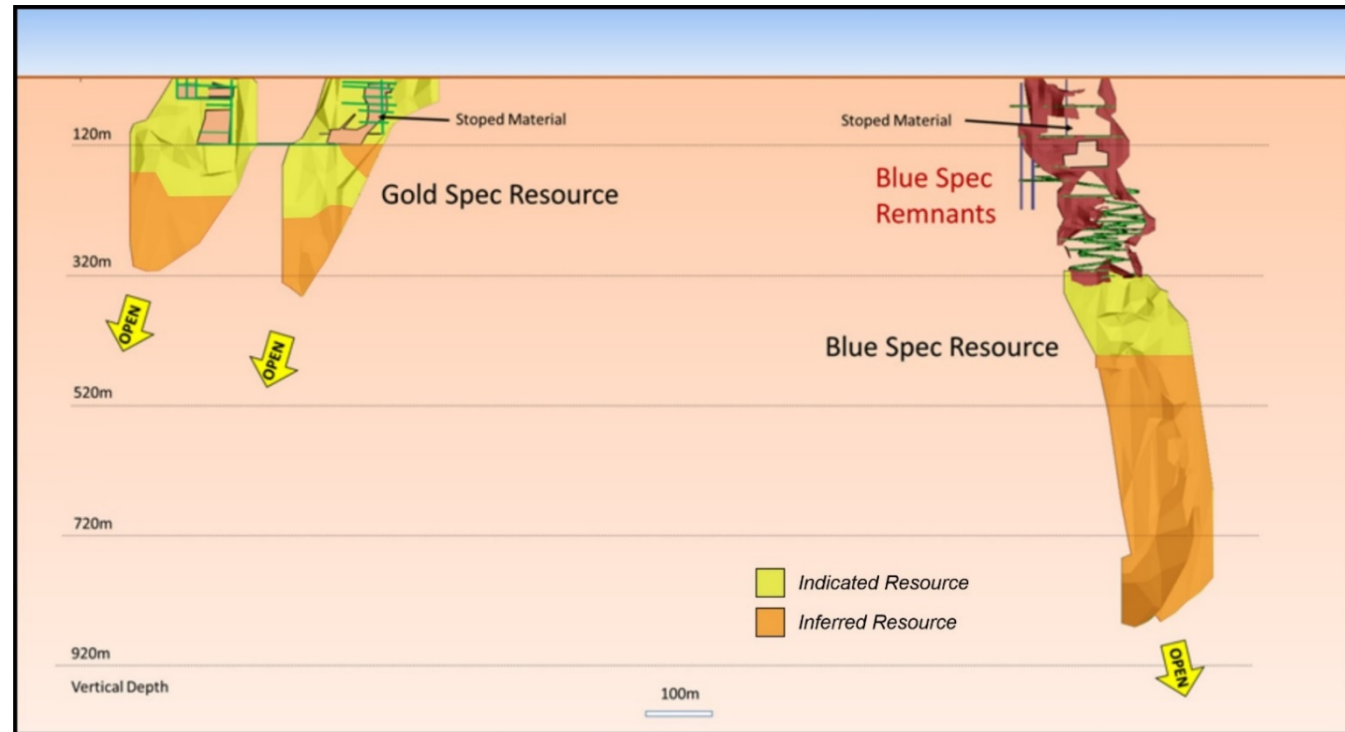 Stoped Material
Stoped Material
120m
Gold Spec Resource
Blue Spec
Remnants
320m
OPEN
OPEN
Blue Spec Resource
520m
720m
Indicated Resource
Inferred Resource
920m
OPEN
Vertical Depth
100m